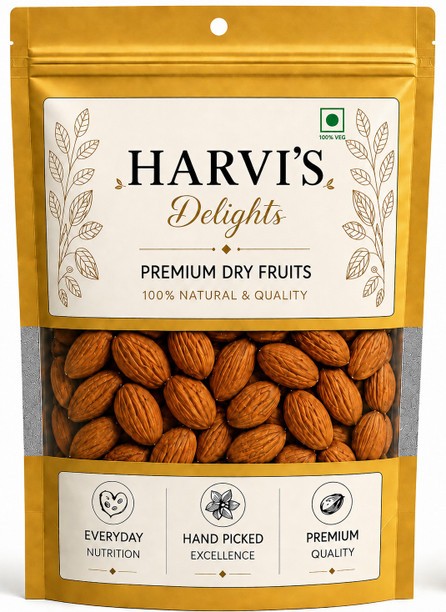 100% VEG
HARVI'S
Delights
PREMIUM DRY FRUITS
100% NATURAL & QUALITY
EVERYDAY
NUTRITION
HAND PICKED
EXCELLENCE
PREMIUM
QUALITY